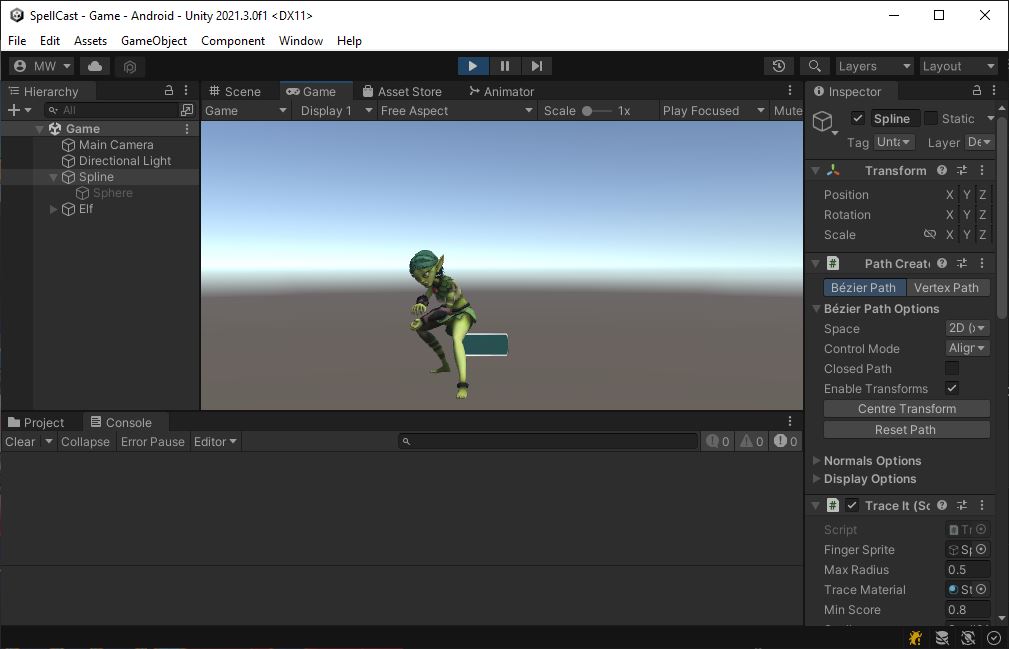 SpellCast - Game - Android - Unity 2021.3.0f1 <DX11>
File Edit Assets GameObject Component Window Help
MW Layers Layout
Hierarchy
All
Game
Main Camera
Directional Light
Spline
Sphere
Elf
Scene Game Asset Store Animator
Game Display 1 Free Aspect Scale 1x Play Focused Mute
Project Console
Clear Collapse Error Pause Editor 0 0 0
Inspector
Spline Static
Tag Unta Layer De
Transform
Position X Y Z
Rotation X Y Z
Scale X Y Z
Path Create
Bézier Path Vertex Path
Bézier Path Options
Space 2D (x
Control Mode Align
Closed Path
Enable Transforms
Centre Transform
Reset Path
Normals Options
Display Options
Trace It (Sc
Script Tr
Finger Sprite Sp
Max Radius 0.5
Trace Material St
Min Score 0.8